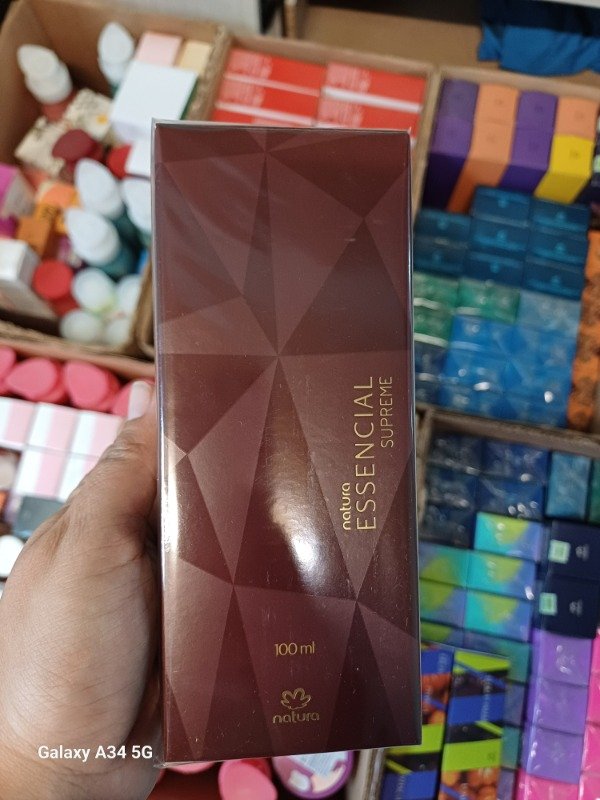 natura
ESSENCIAL
SUPREME
100 ml
natura
Galaxy A34 5G